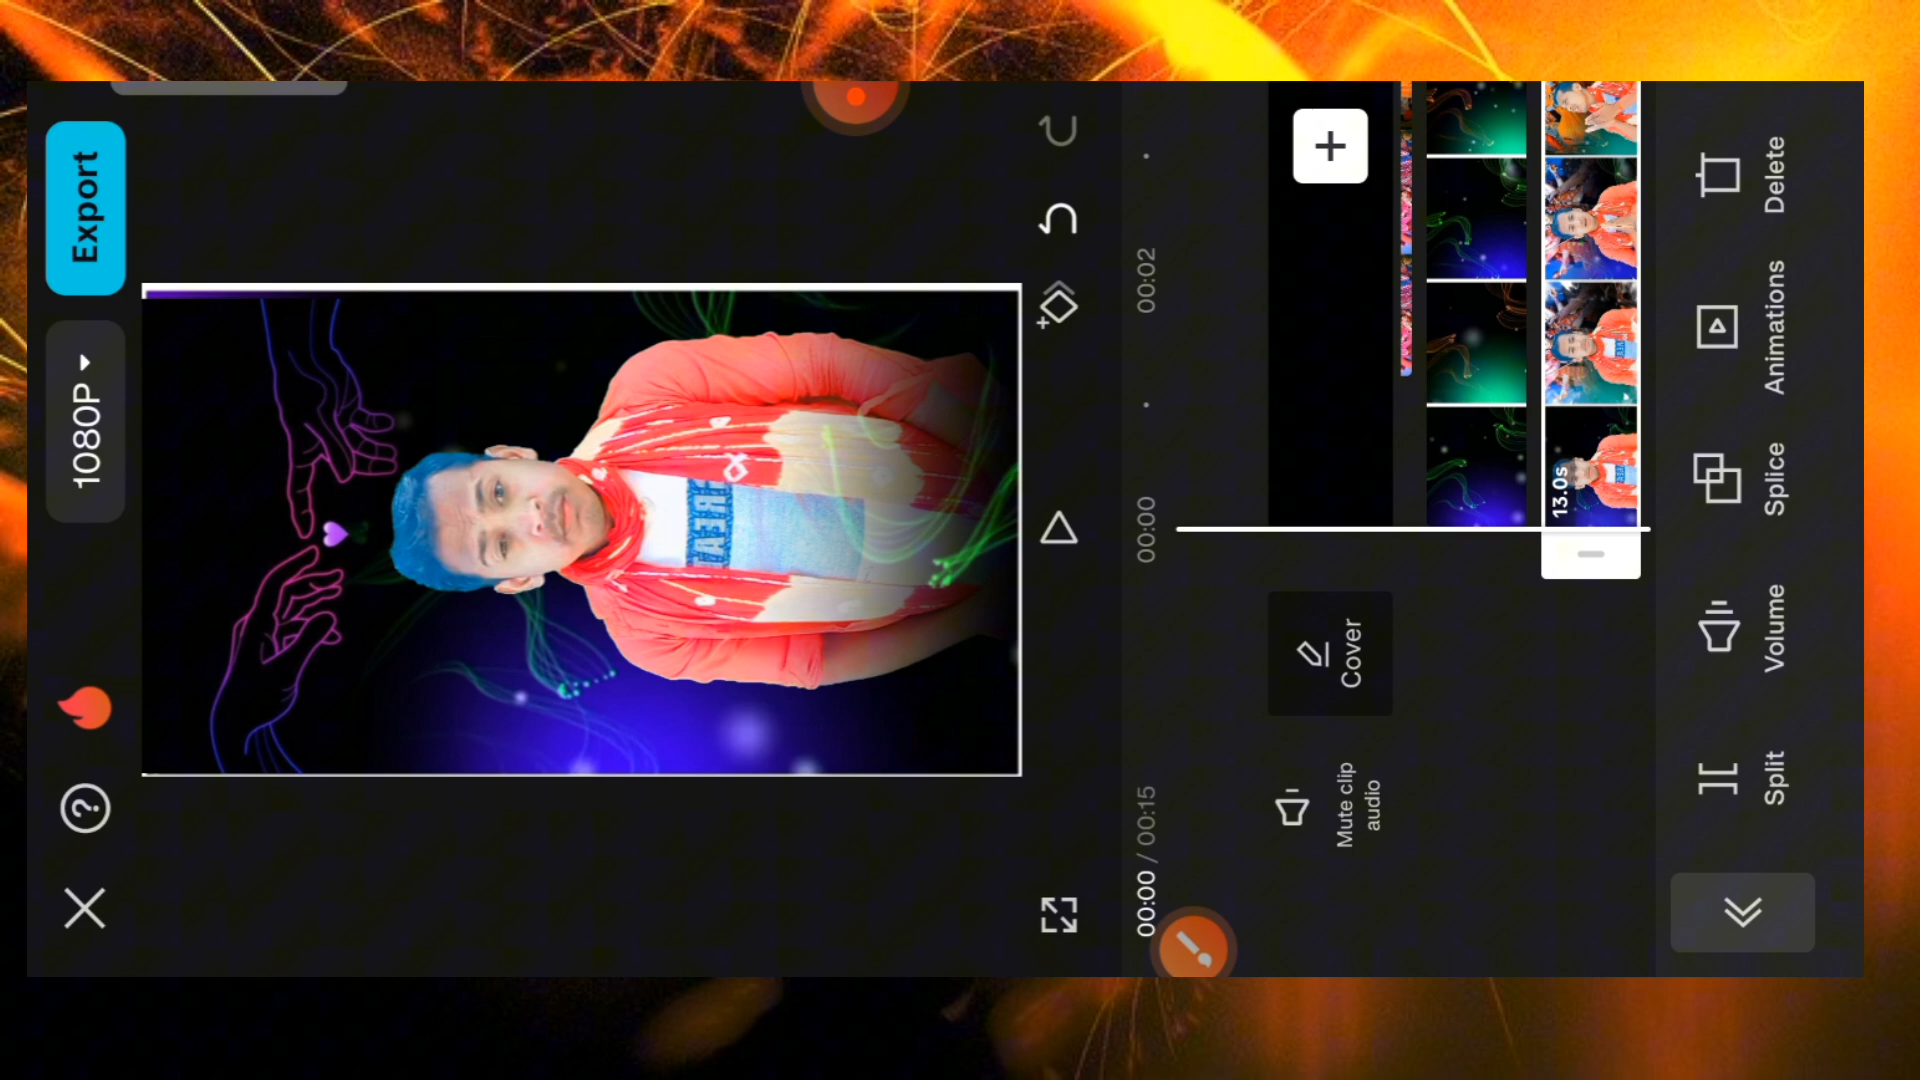 1080P
Export
00:00 / 00:15
00:00
00:02
Mute clip
audio
Cover
13.0s
Split
Volume
Splice
Animations
Delete